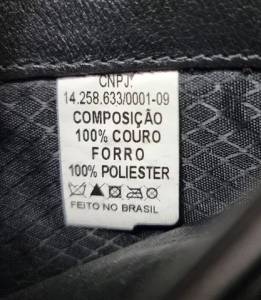 CNPJ:
14.258.633/0001-09
COMPOSIÇÃO
100% COURO
FORRO
100% POLIESTER
FEITO NO BRASIL